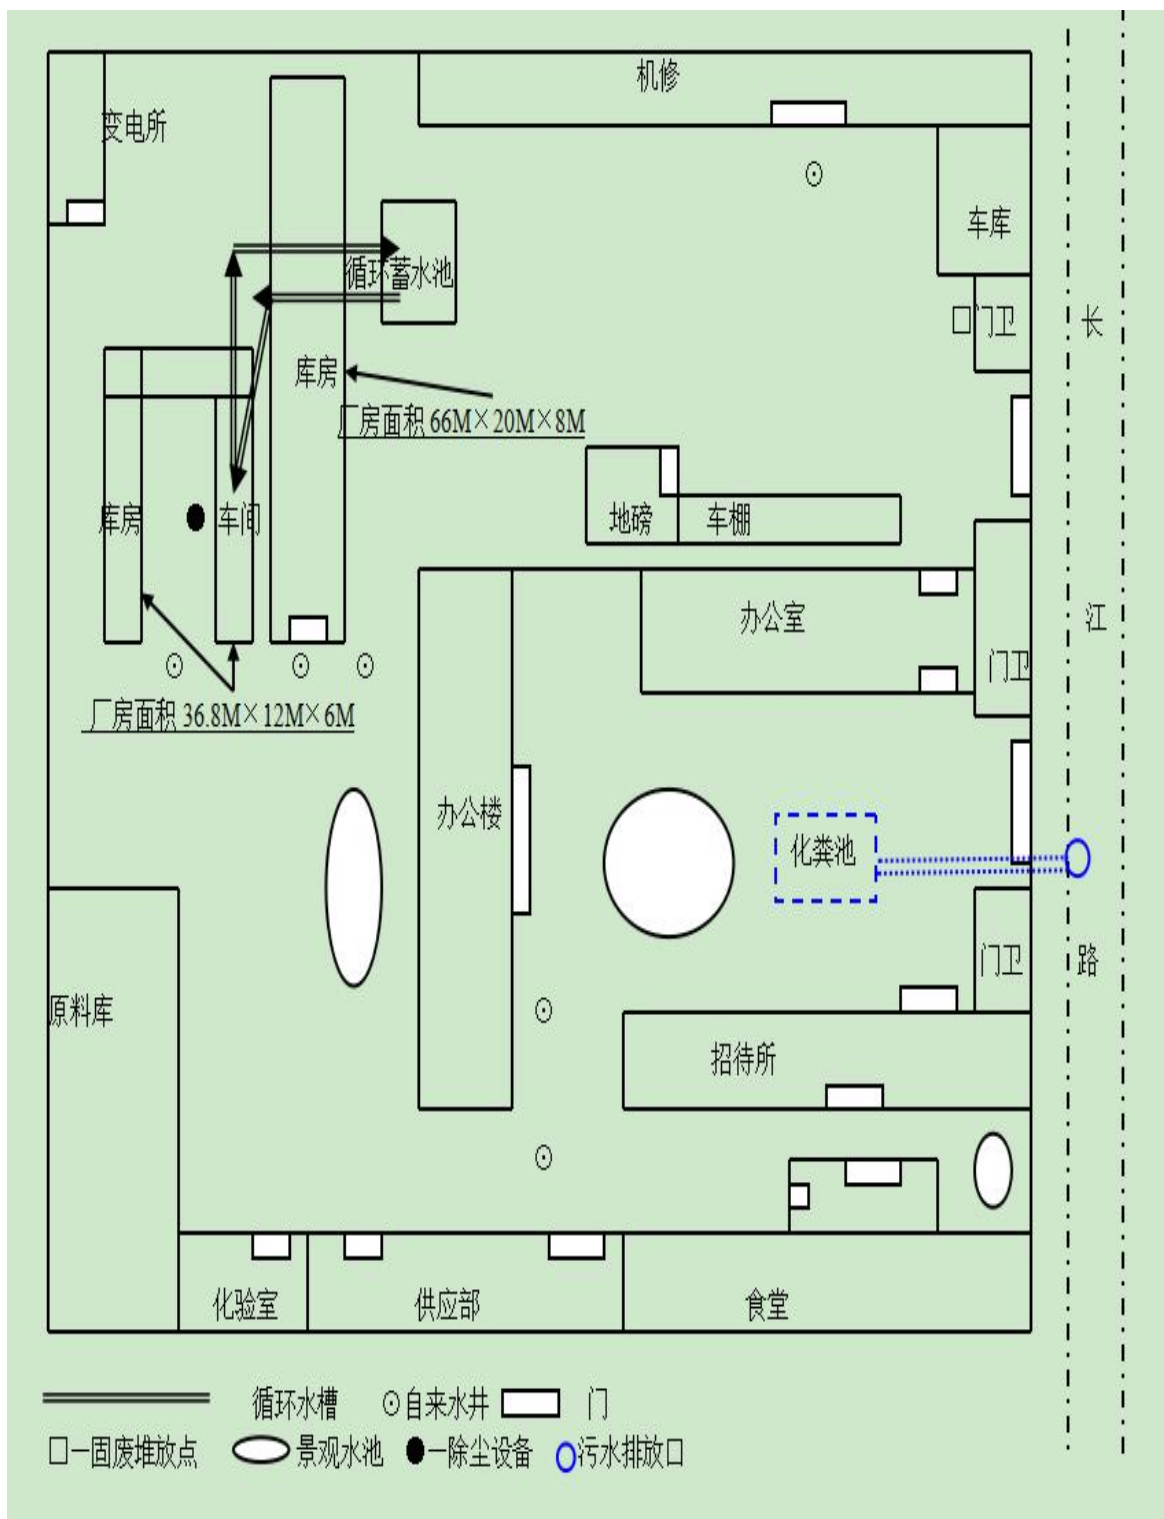 机修
变电所
车库
循环蓄水池
口门卫
长
库房
厂房面积 66M×20M×8M
库房
车间
地磅
车棚
办公室
江
门卫
厂房面积 36.8M×12M×6M
办公楼
化粪池
门卫
路
原料库
招待所
化验室
供应部
食堂
循环水槽 ⊙自来水井 门
口一固废堆放点 景观水池 ●一除尘设备 污水排放口